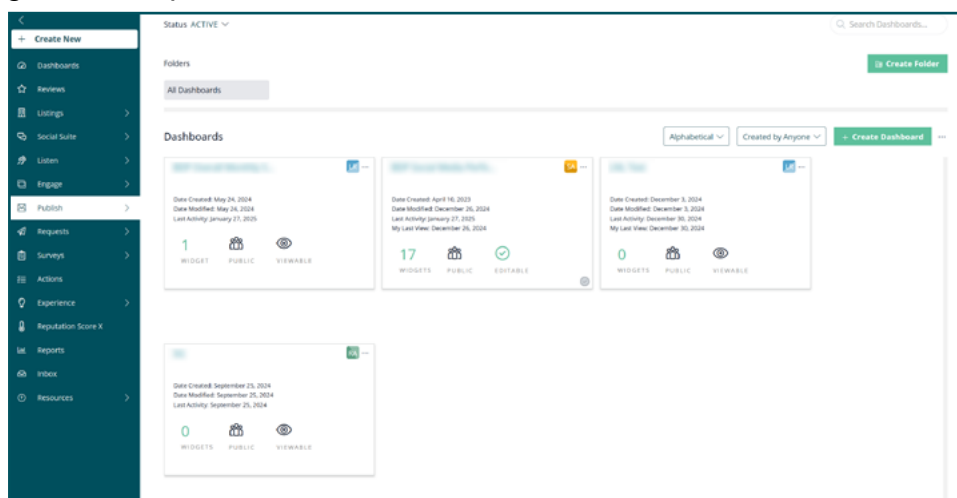 Status ACTIVE
Search Dashboards...
+ Create New
Dashboards
Reviews
Listings
Social Suite
Listen
Engage
Publish
Requests
Surveys
Actions
Experience
Reputation Score X
Reports
Inbox
Resources
Folders
Create Folder
All Dashboards
Dashboards
Alphabetical
Created by Anyone
+ Create Dashboard
Date Created: May 24, 2024
Date Modified: May 24, 2024
Last Activity: January 27, 2025
1
WIDGET PUBLIC VIEWABLE
SA
Date Created: April 16, 2023
Date Modified: December 26, 2024
Last Activity: January 27, 2025
My Last View: December 26, 2024
17
WIDGETS PUBLIC EDITABLE
Date Created: December 3, 2024
Date Modified: December 3, 2024
Last Activity: December 30, 2024
My Last View: December 30, 2024
0
WIDGETS PUBLIC VIEWABLE
Date Created: September 25, 2024
Date Modified: September 25, 2024
Last Activity: September 25, 2024
0
WIDGETS PUBLIC VIEWABLE